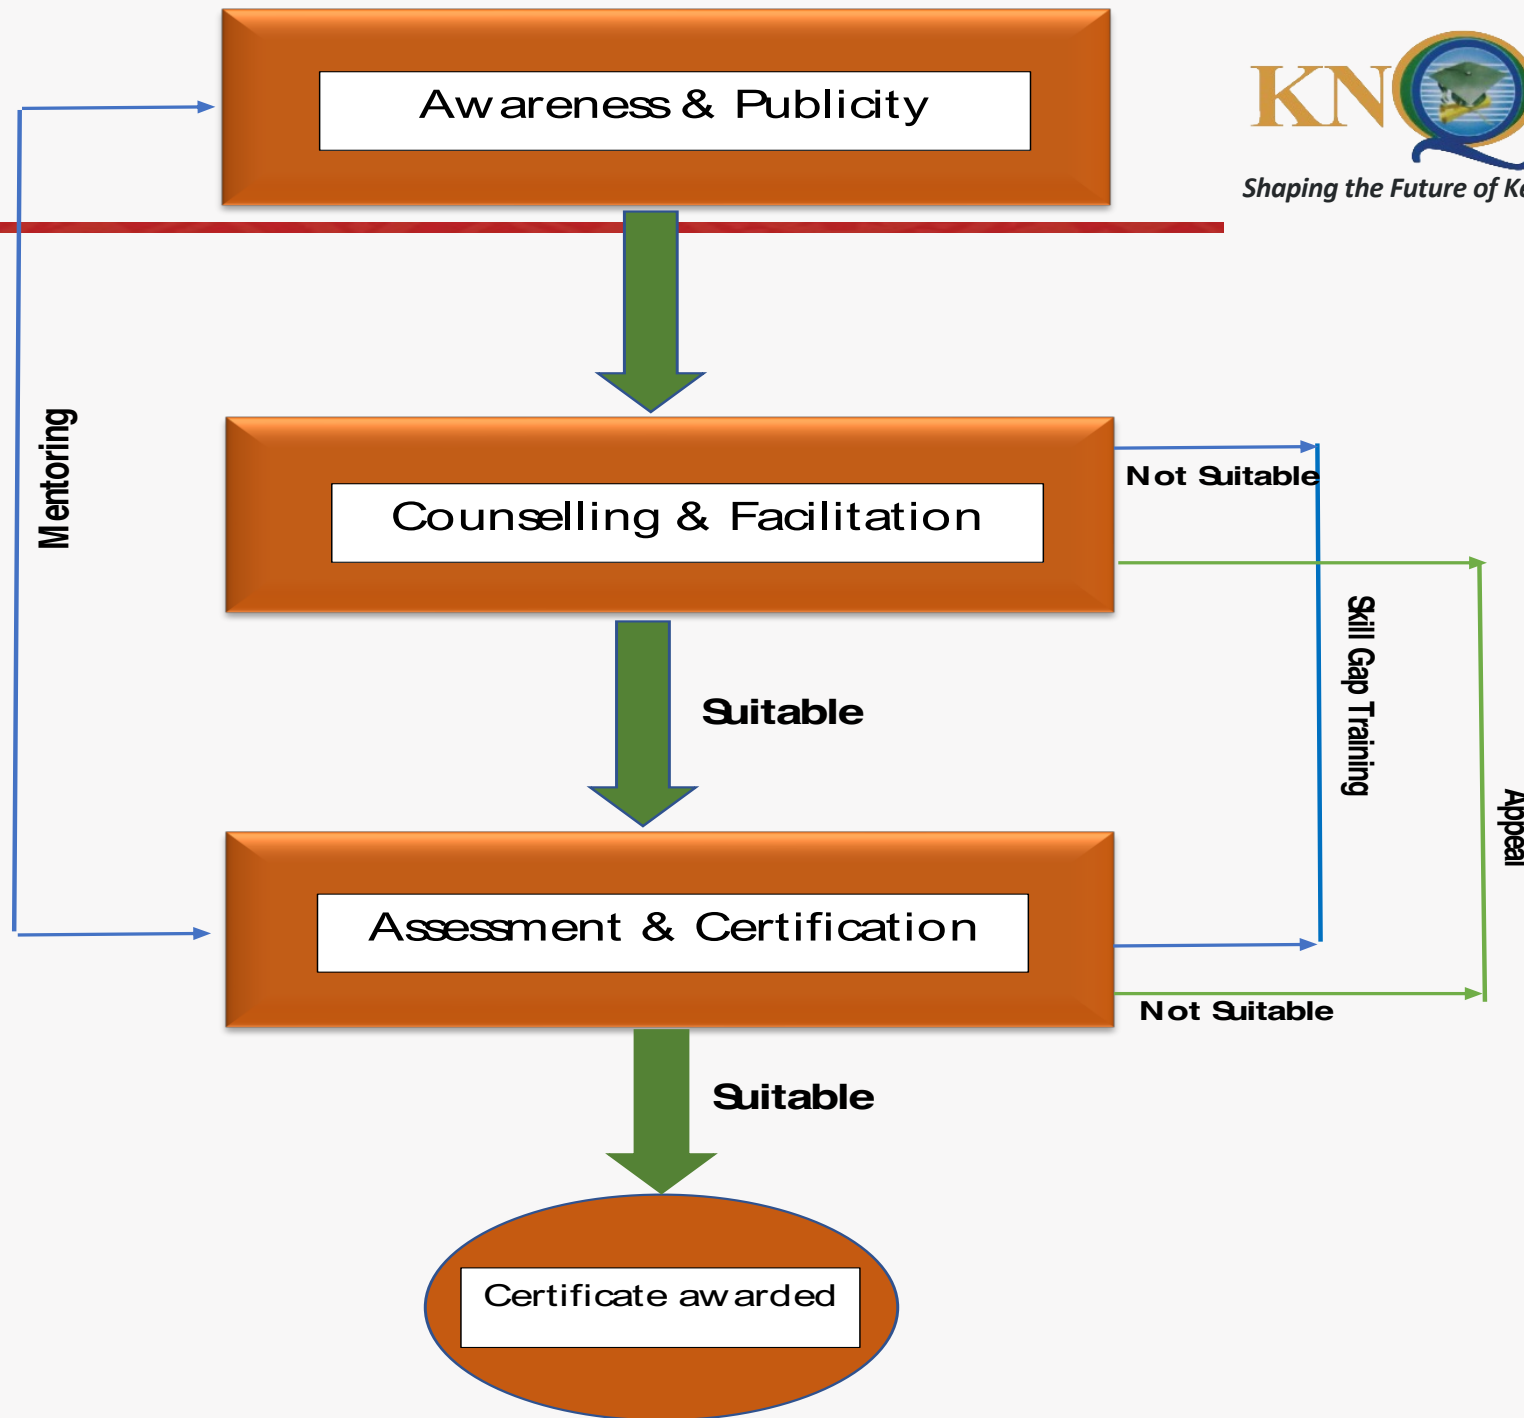 Awareness & Publicity
KNQ
Shaping the Future of Ke
Mentoring
Counselling & Facilitation
Not Suitable
Skill Gap Training
Suitable
Appeal
Assessment & Certification
Not Suitable
Suitable
Certificate awarded